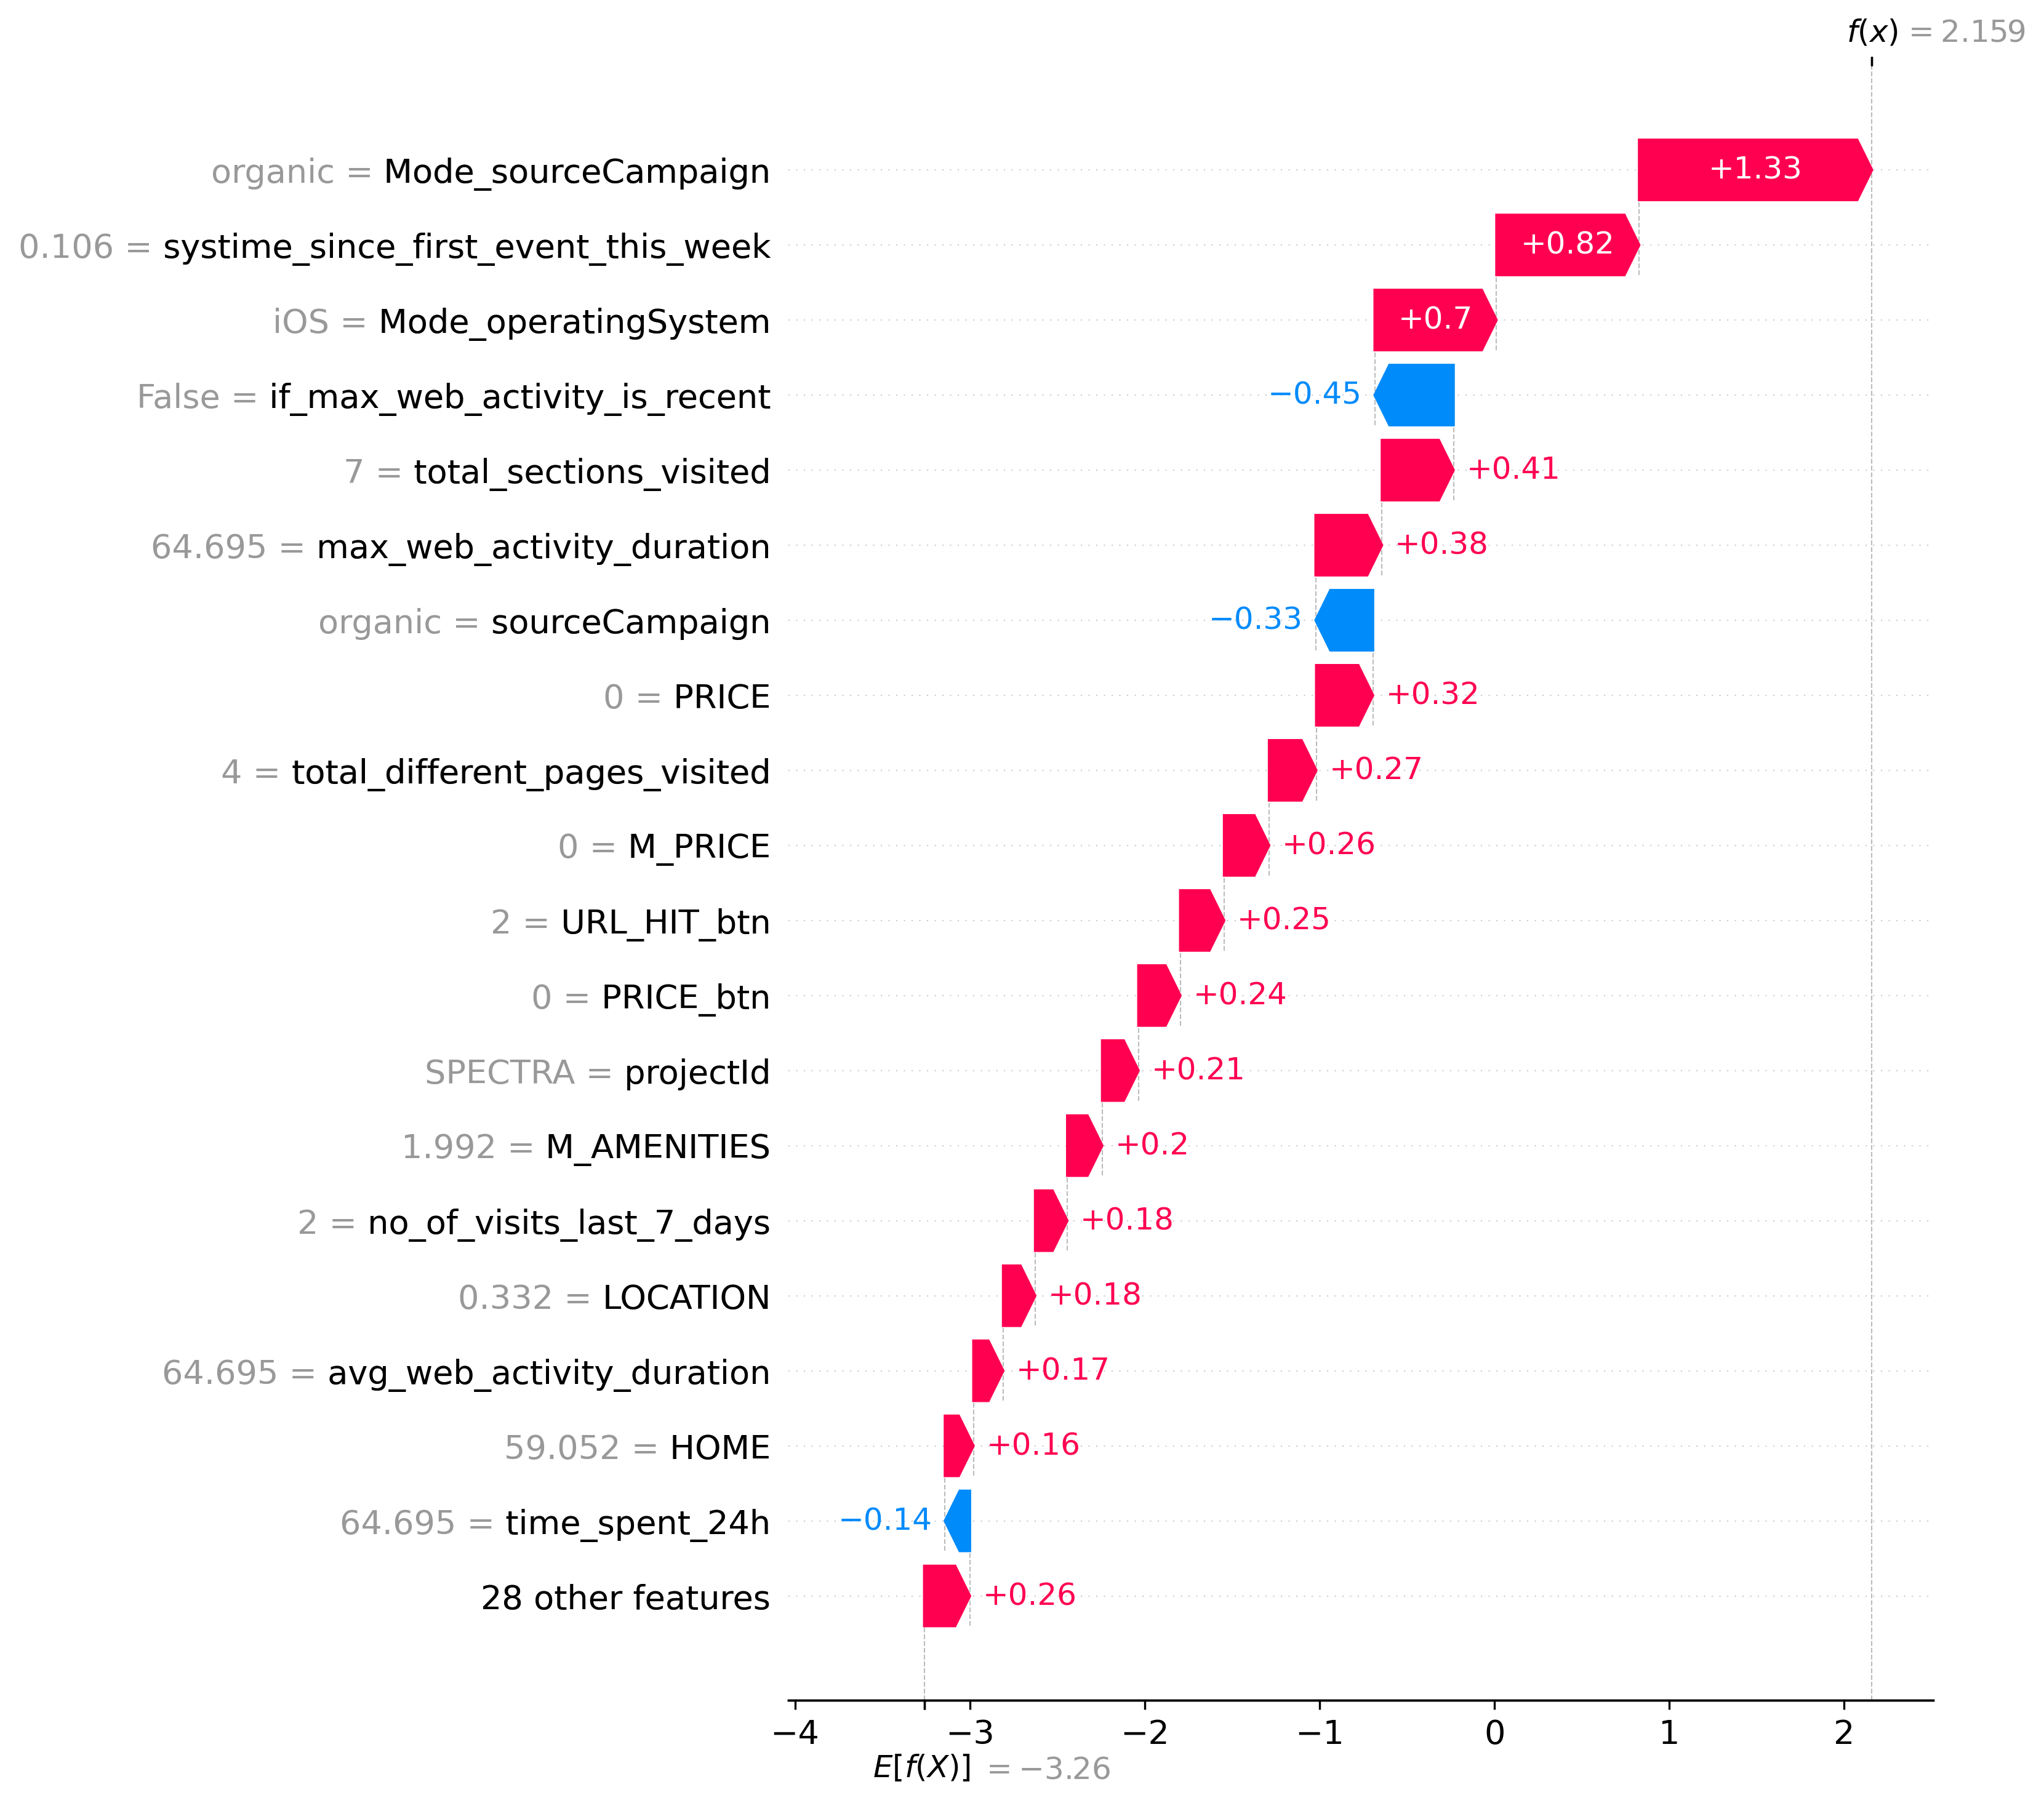 f(x) = 2.159
organic = Mode_sourceCampaign +1.33
0.106 = systime_since_first_event_this_week +0.82
iOS = Mode_operatingSystem +0.7
False = if_max_web_activity_is_recent −0.45
7 = total_sections_visited +0.41
64.695 = max_web_activity_duration +0.38
organic = sourceCampaign −0.33
0 = PRICE +0.32
4 = total_different_pages_visited +0.27
0 = M_PRICE +0.26
2 = URL_HIT_btn +0.25
0 = PRICE_btn +0.24
SPECTRA = projectId +0.21
1.992 = M_AMENITIES +0.2
2 = no_of_visits_last_7_days +0.18
0.332 = LOCATION +0.18
64.695 = avg_web_activity_duration +0.17
59.052 = HOME +0.16
64.695 = time_spent_24h −0.14
28 other features +0.26
−4 −3 −2 −1 0 1 2
E[f(X)] = −3.26